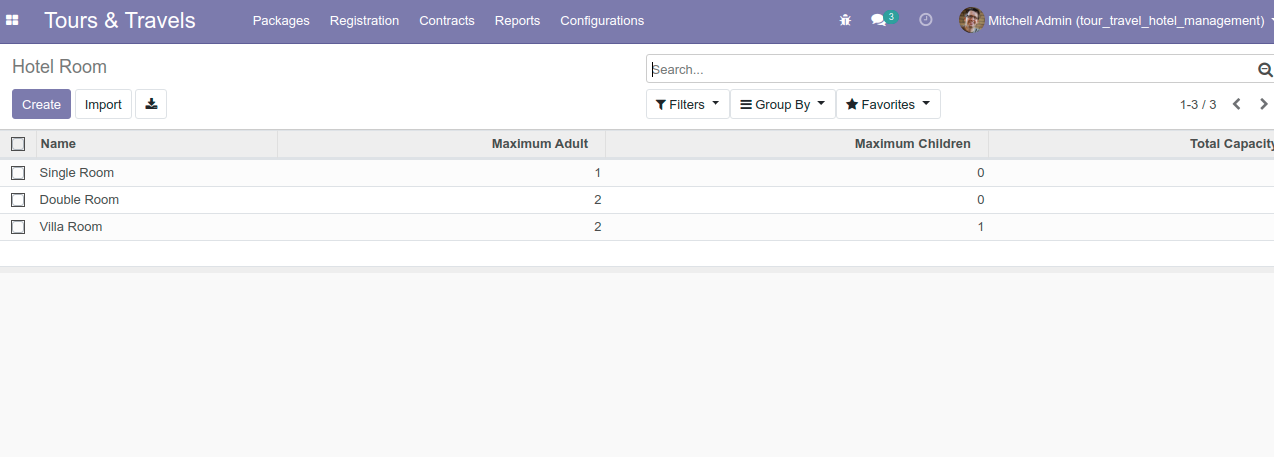 Tours & Travels Packages Registration Contracts Reports Configurations 3 Mitchell Admin (tour_travel_hotel_management)
Hotel Room Search...
Create Import Filters Group By Favorites 1-3 / 3
Name Maximum Adult Maximum Children Total Capacity
Single Room 1 0
Double Room 2 0
Villa Room 2 1